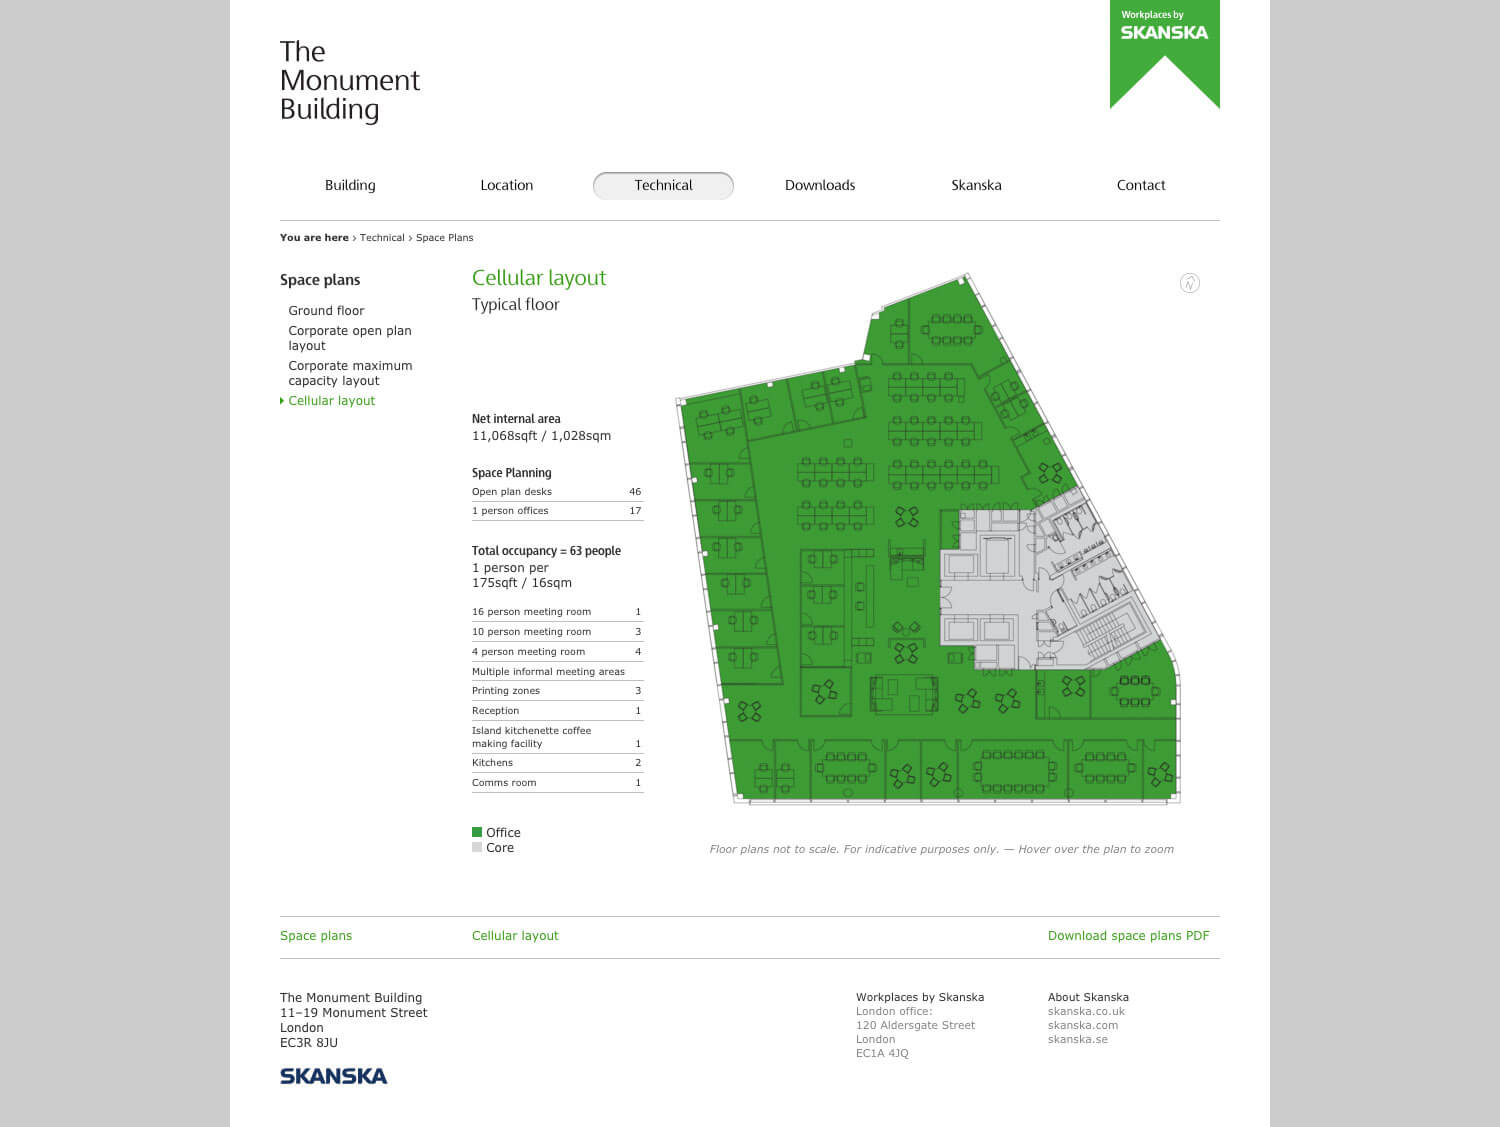 The
Monument
Building
Workplaces by
SKANSKA
Building
Location
Technical
Downloads
Skanska
Contact
You are here › Technical › Space Plans
Space plans
Ground floor
Corporate open plan
layout
Corporate maximum
capacity layout
Cellular layout
Cellular layout
Typical floor
Net internal area
11,068sqft / 1,028sqm
Space Planning
Open plan desks 46
1 person offices 17
Total occupancy = 63 people
1 person per
175sqft / 16sqm
16 person meeting room 1
10 person meeting room 3
4 person meeting room 4
Multiple informal meeting areas
Printing zones 3
Reception 1
Island kitchenette coffee
making facility 1
Kitchens 2
Comms room 1
Office
Core
N
Floor plans not to scale. For indicative purposes only. — Hover over the plan to zoom
Space plans
Cellular layout
Download space plans PDF
The Monument Building
11–19 Monument Street
London
EC3R 8JU
SKANSKA
Workplaces by Skanska
London office:
120 Aldersgate Street
London
EC1A 4JQ
About Skanska
skanska.co.uk
skanska.com
skanska.se